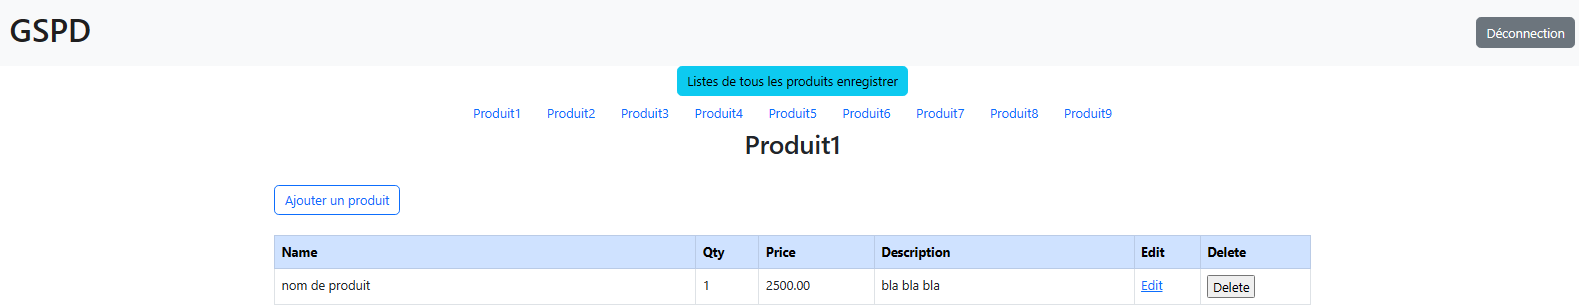 GSPD
Déconnection
Listes de tous les produits enregistrer
Produit1 Produit2 Produit3 Produit4 Produit5 Produit6 Produit7 Produit8 Produit9
Produit1
Ajouter un produit
Name Qty Price Description Edit Delete
nom de produit 1 2500.00 bla bla bla Edit Delete